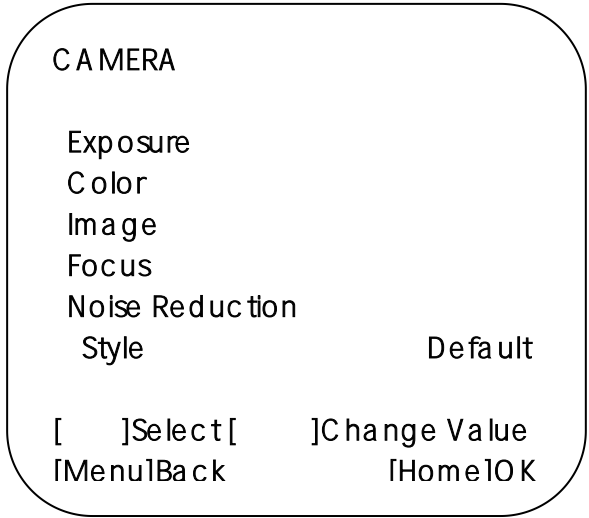 CAMERA
Exposure
Color
Image
Focus
Noise Reduction
Style Default
[ ]Select[ ]Change Value
[Menu]Back [Home]OK